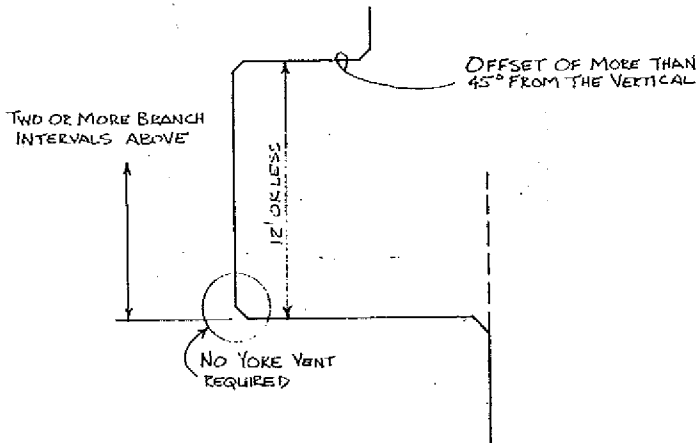 OFFSET OF MORE THAN
45° FROM THE VERTICAL
TWO OR MORE BRANCH
INTERVALS ABOVE
12' OR LESS
NO YOKE VENT
REQUIRED